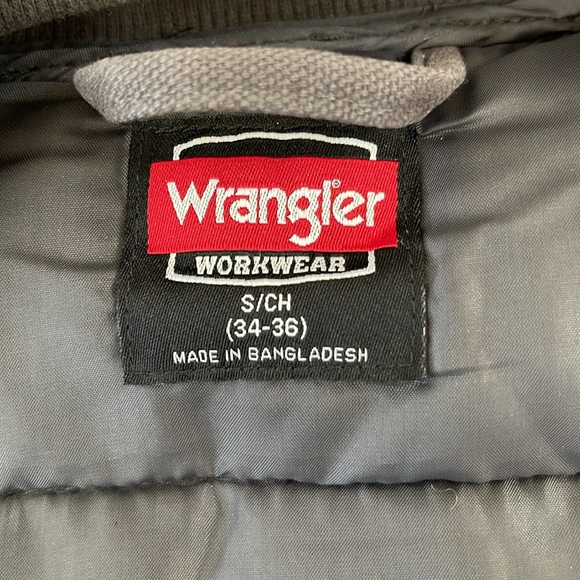 Wrangler®
WORKWEAR
S/CH
(34-36)
MADE IN BANGLADESH